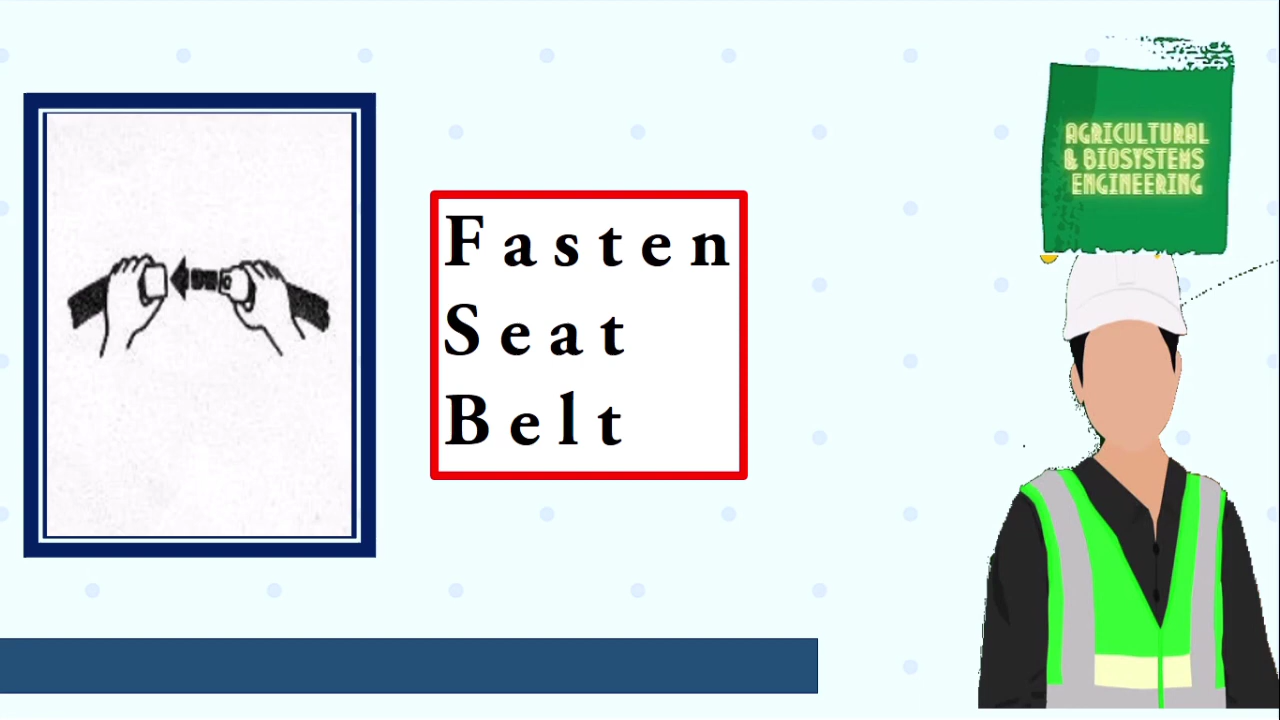 Fasten
Seat
Belt
AGRICULTURAL
& BIOSYSTEMS
ENGINEERING